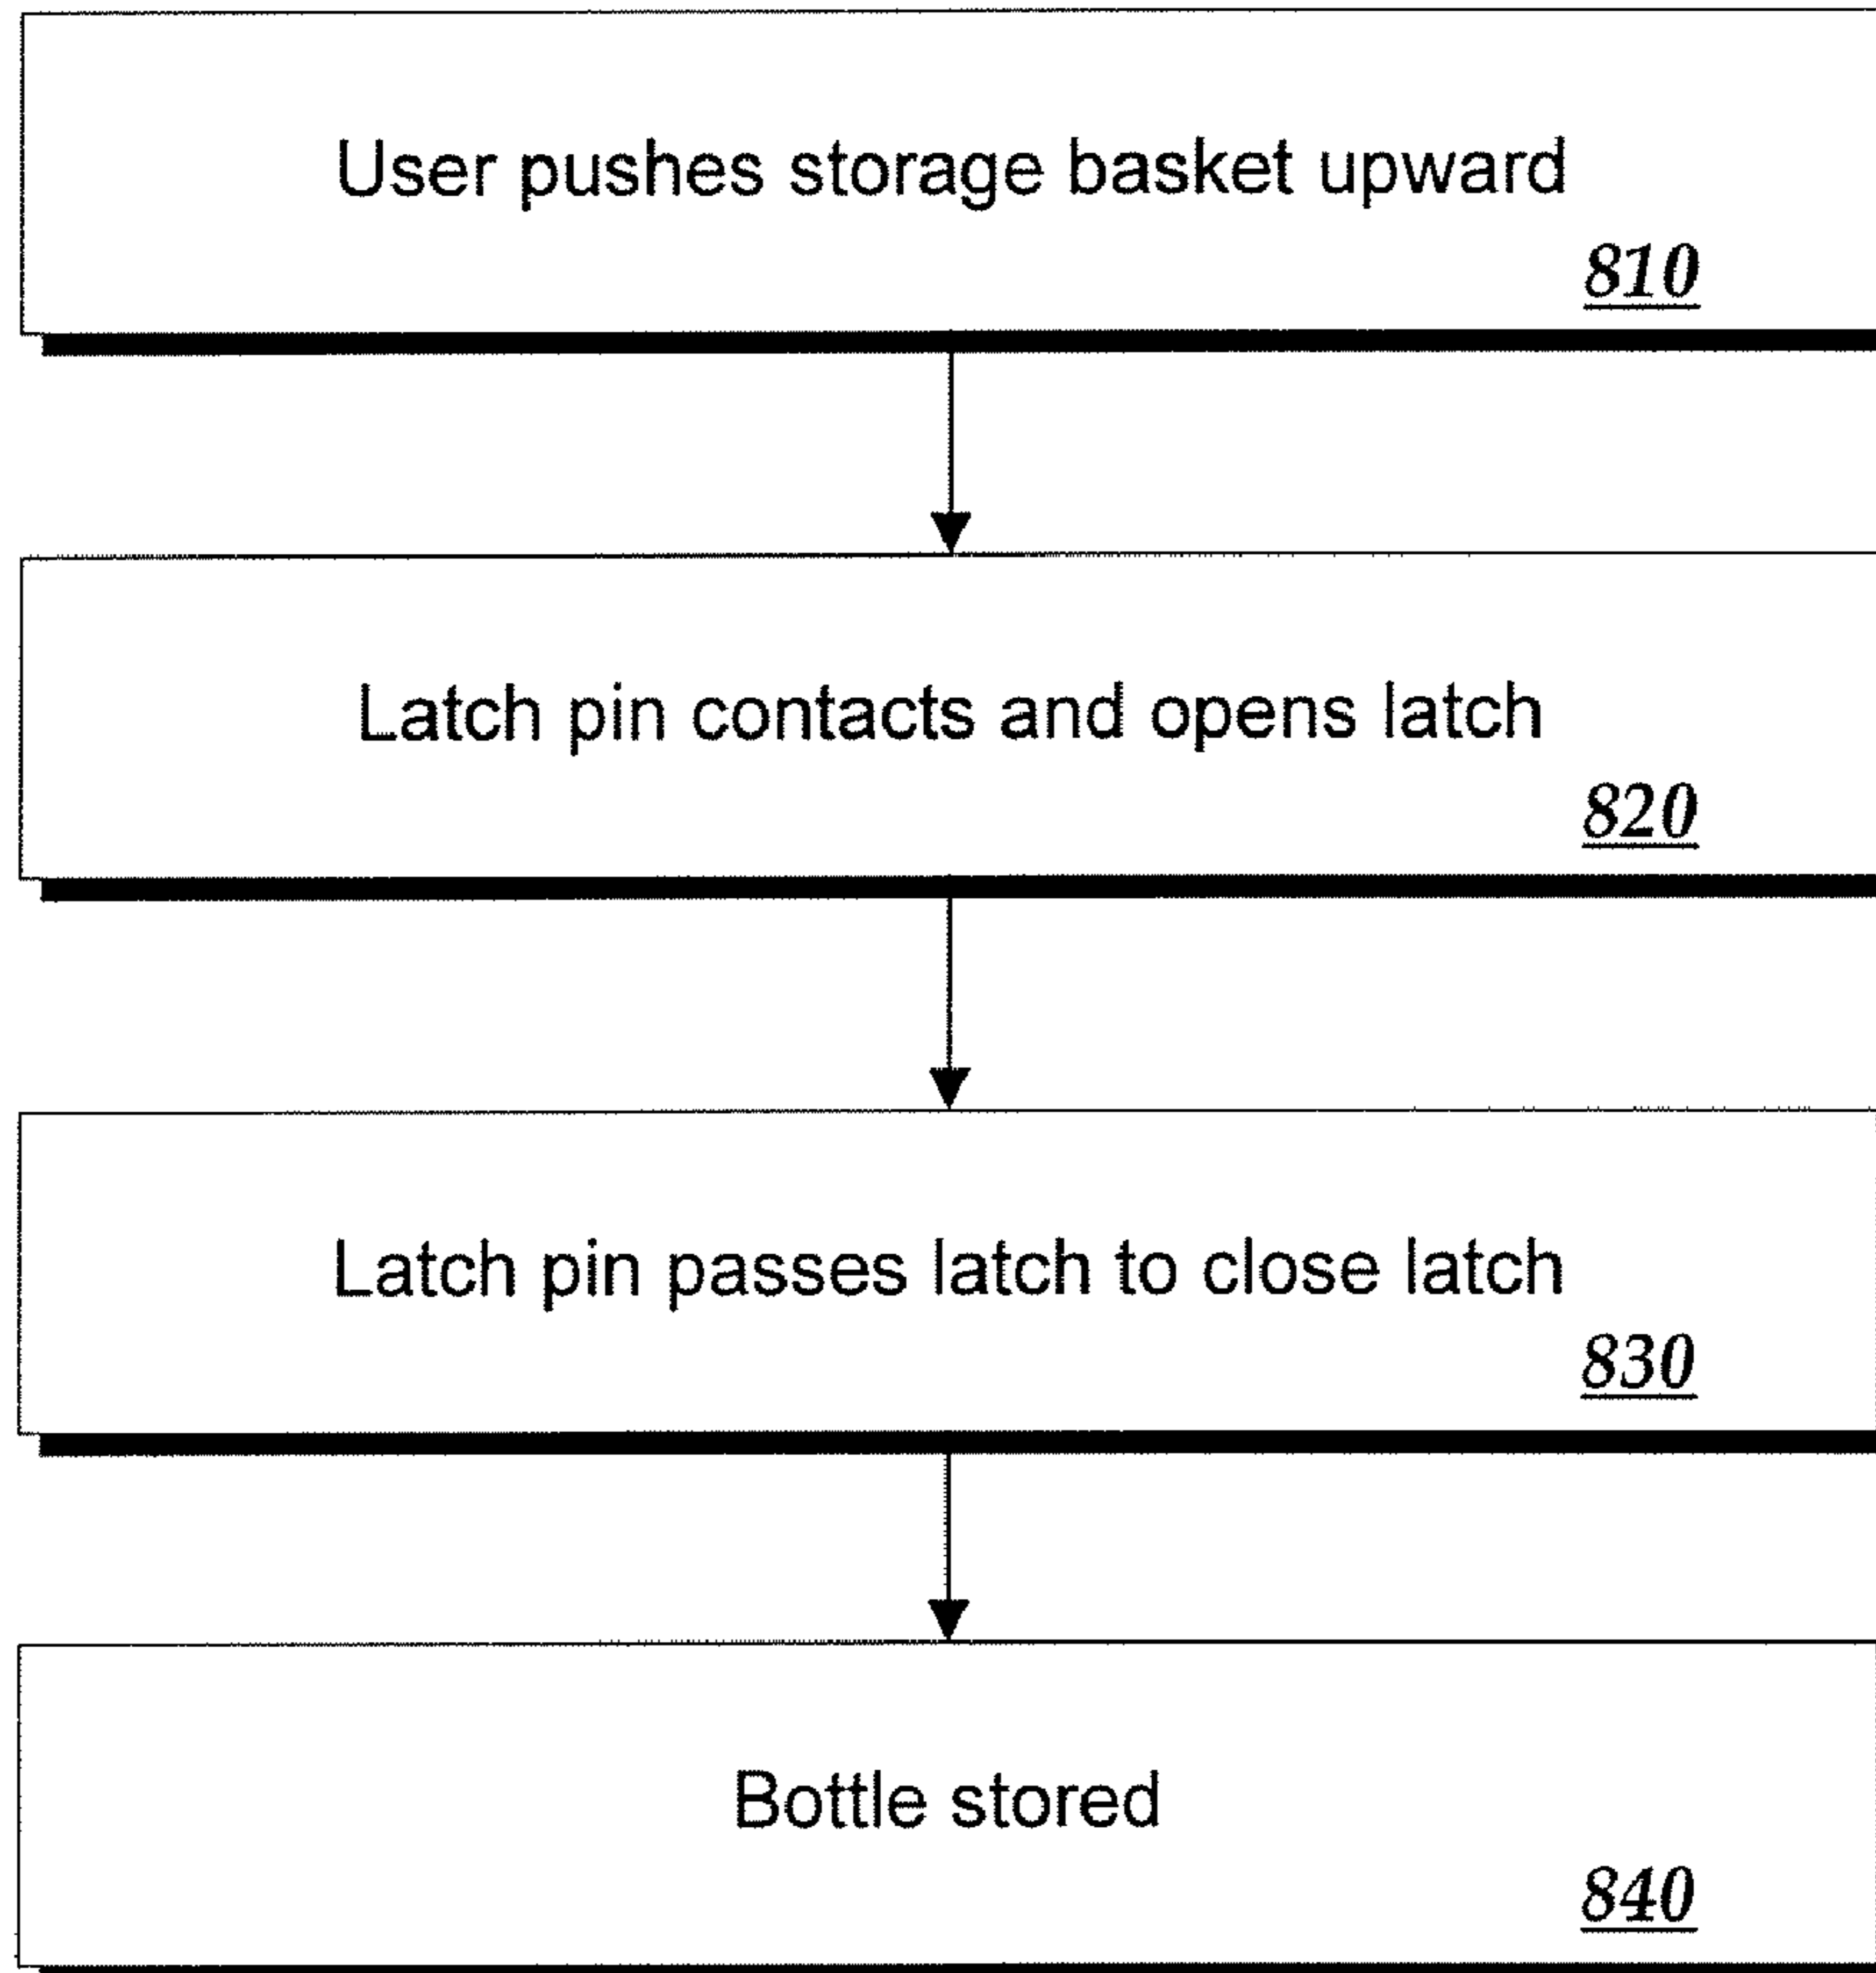 User pushes storage basket upward
810
Latch pin contacts and opens latch
820
Latch pin passes latch to close latch
830
Bottle stored
840